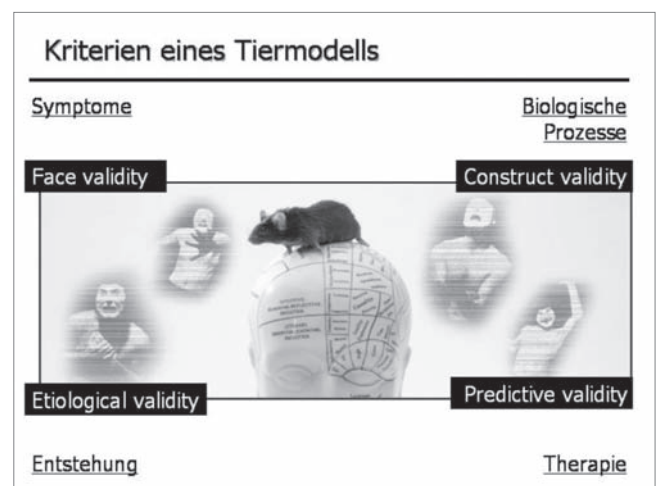 Kriterien eines Tiermodells
Symptome
Biologische
Prozesse
Face validity
Construct validity
Etiological validity
Predictive validity
Entstehung
Therapie